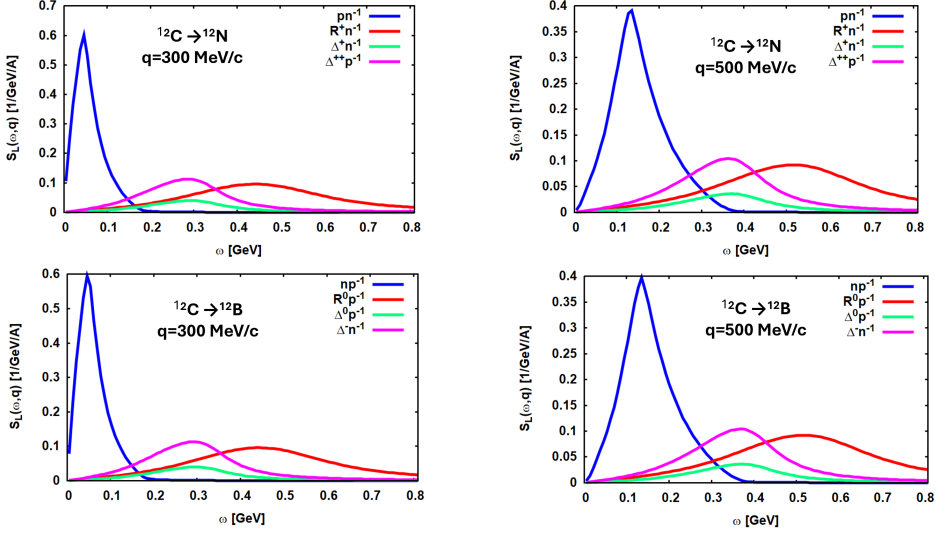 0.7
0.6
0.5
0.4
0.3
0.2
0.1
0
S_L(ω,q) [1/GeV/A]
¹²C → ¹²N
q=300 MeV/c
pn⁻¹
R⁺n⁻¹
Δ⁺n⁻¹
Δ⁺⁺p⁻¹
0 0.1 0.2 0.3 0.4 0.5 0.6 0.7 0.8
ω [GeV]
0.4
0.35
0.3
0.25
0.2
0.15
0.1
0.05
0
S_L(ω,q) [1/GeV/A]
¹²C → ¹²N
q=500 MeV/c
pn⁻¹
R⁺n⁻¹
Δ⁺n⁻¹
Δ⁺⁺p⁻¹
0 0.1 0.2 0.3 0.4 0.5 0.6 0.7 0.8
ω [GeV]
0.6
0.5
0.4
0.3
0.2
0.1
0
S_L(ω,q) [1/GeV/A]
¹²C → ¹²B
q=300 MeV/c
np⁻¹
R⁰p⁻¹
Δ⁰p⁻¹
Δ⁻n⁻¹
0 0.1 0.2 0.3 0.4 0.5 0.6 0.7 0.8
ω [GeV]
0.4
0.35
0.3
0.25
0.2
0.15
0.1
0.05
0
S_L(ω,q) [1/GeV/A]
¹²C → ¹²B
q=500 MeV/c
np⁻¹
R⁰p⁻¹
Δ⁰p⁻¹
Δ⁻n⁻¹
0 0.1 0.2 0.3 0.4 0.5 0.6 0.7 0.8
ω [GeV]